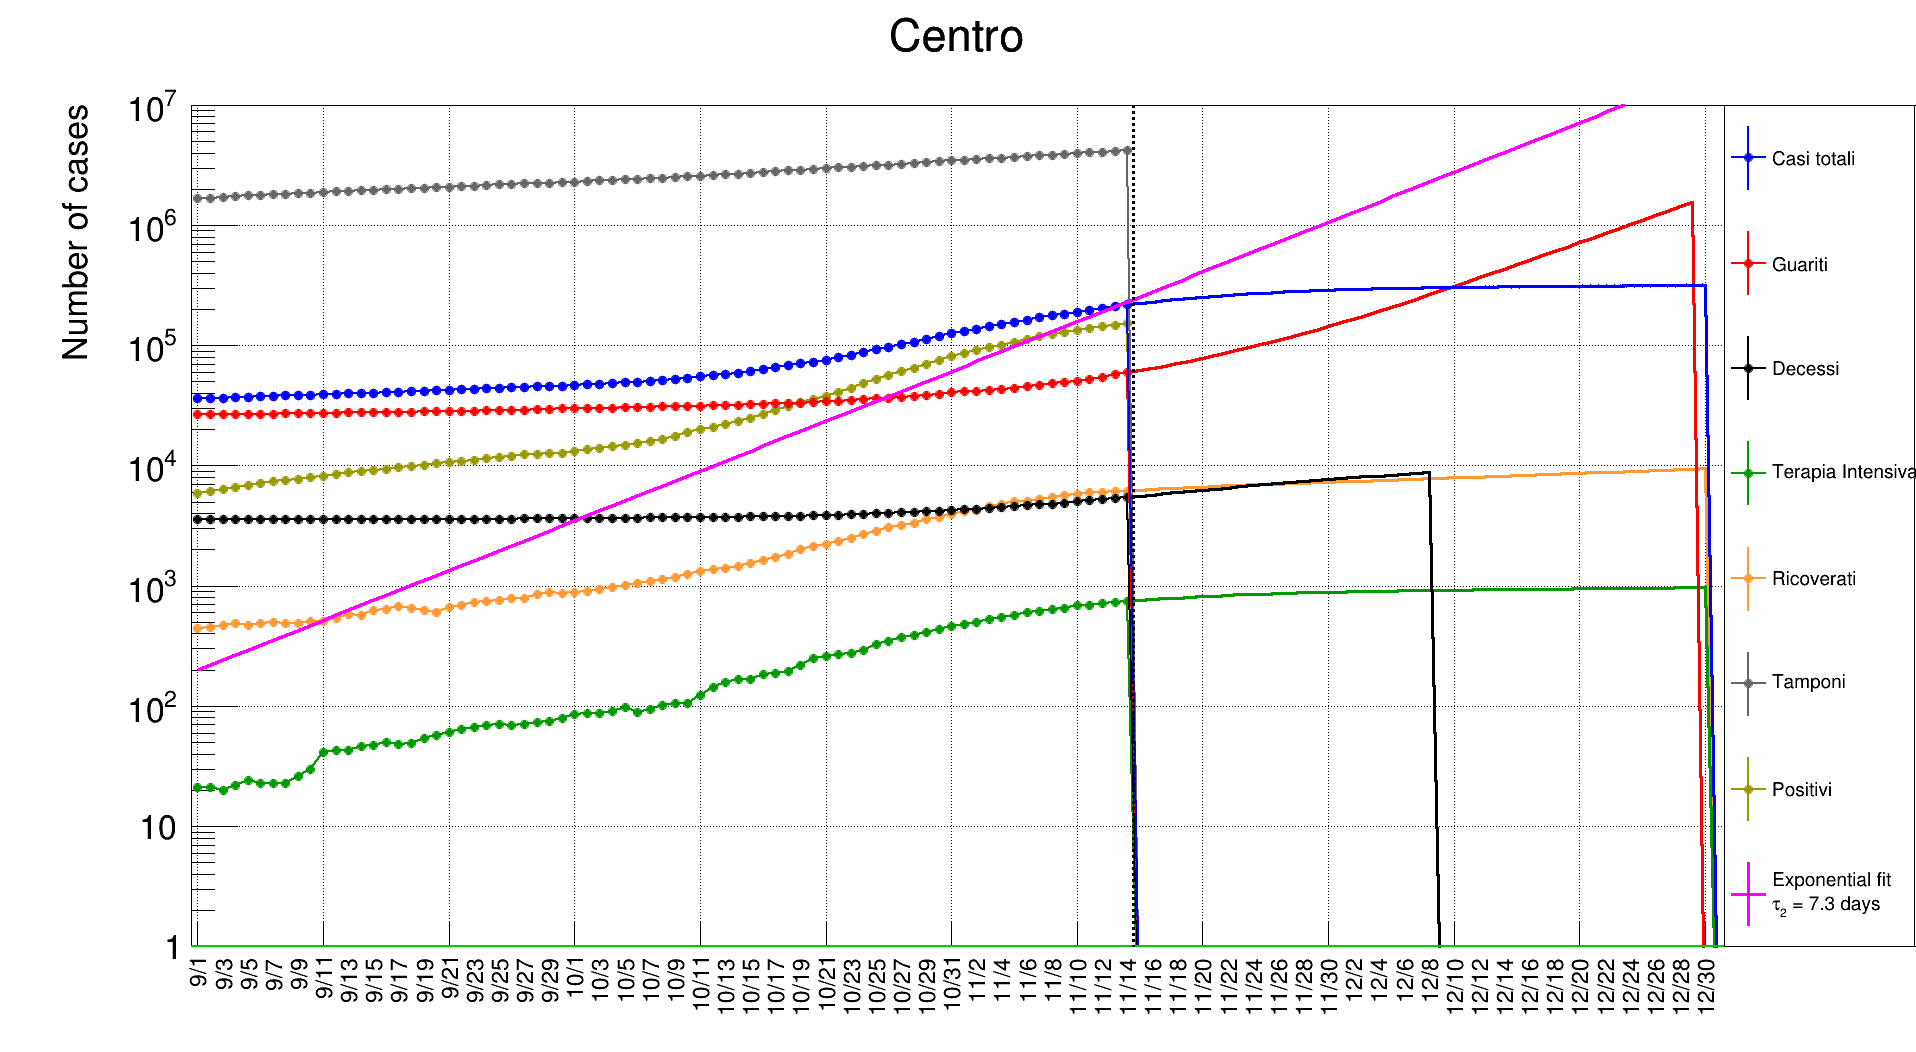 Centro
Number of cases
10^7
10^6
10^5
10^4
10^3
10^2
10
1
9/1 9/3 9/5 9/7 9/9 9/11 9/13 9/15 9/17 9/19 9/21 9/23 9/25 9/27 9/29 10/1 10/3 10/5 10/7 10/9 10/11 10/13 10/15 10/17 10/19 10/21 10/23 10/25 10/27 10/29 10/31 11/2 11/4 11/6 11/8 11/10 11/12 11/14 11/16 11/18 11/20 11/22 11/24 11/26 11/28 11/30 12/2 12/4 12/6 12/8 12/10 12/12 12/14 12/16 12/18 12/20 12/22 12/24 12/26 12/28 12/30
Casi totali
Guariti
Decessi
Terapia Intensiva
Ricoverati
Tamponi
Positivi
Exponential fit
τ₂ = 7.3 days